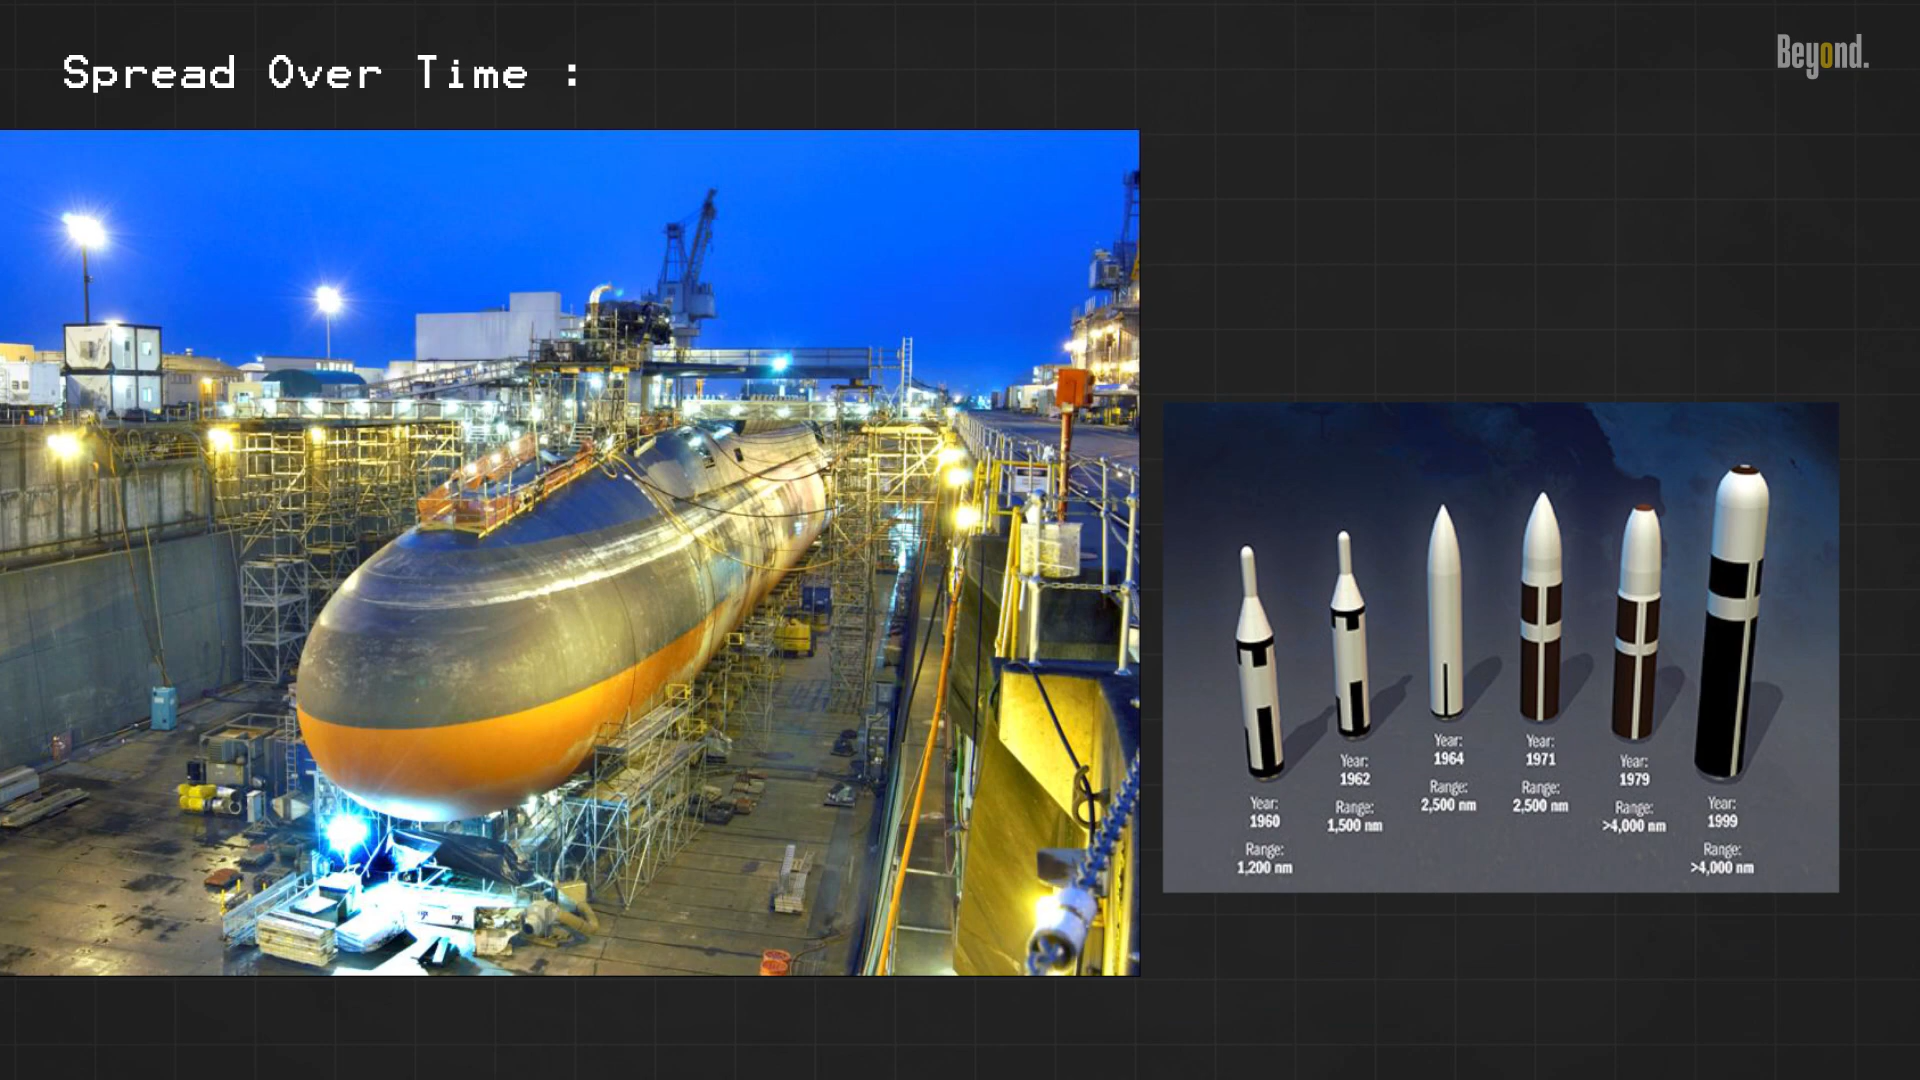 Spread Over Time :
Beyond.
Year:
1960
Range:
1,200 nm
Year:
1962
Range:
1,500 nm
Year:
1964
Range:
2,500 nm
Year:
1971
Range:
2,500 nm
Year:
1979
Range:
>4,000 nm
Year:
1999
Range:
>4,000 nm